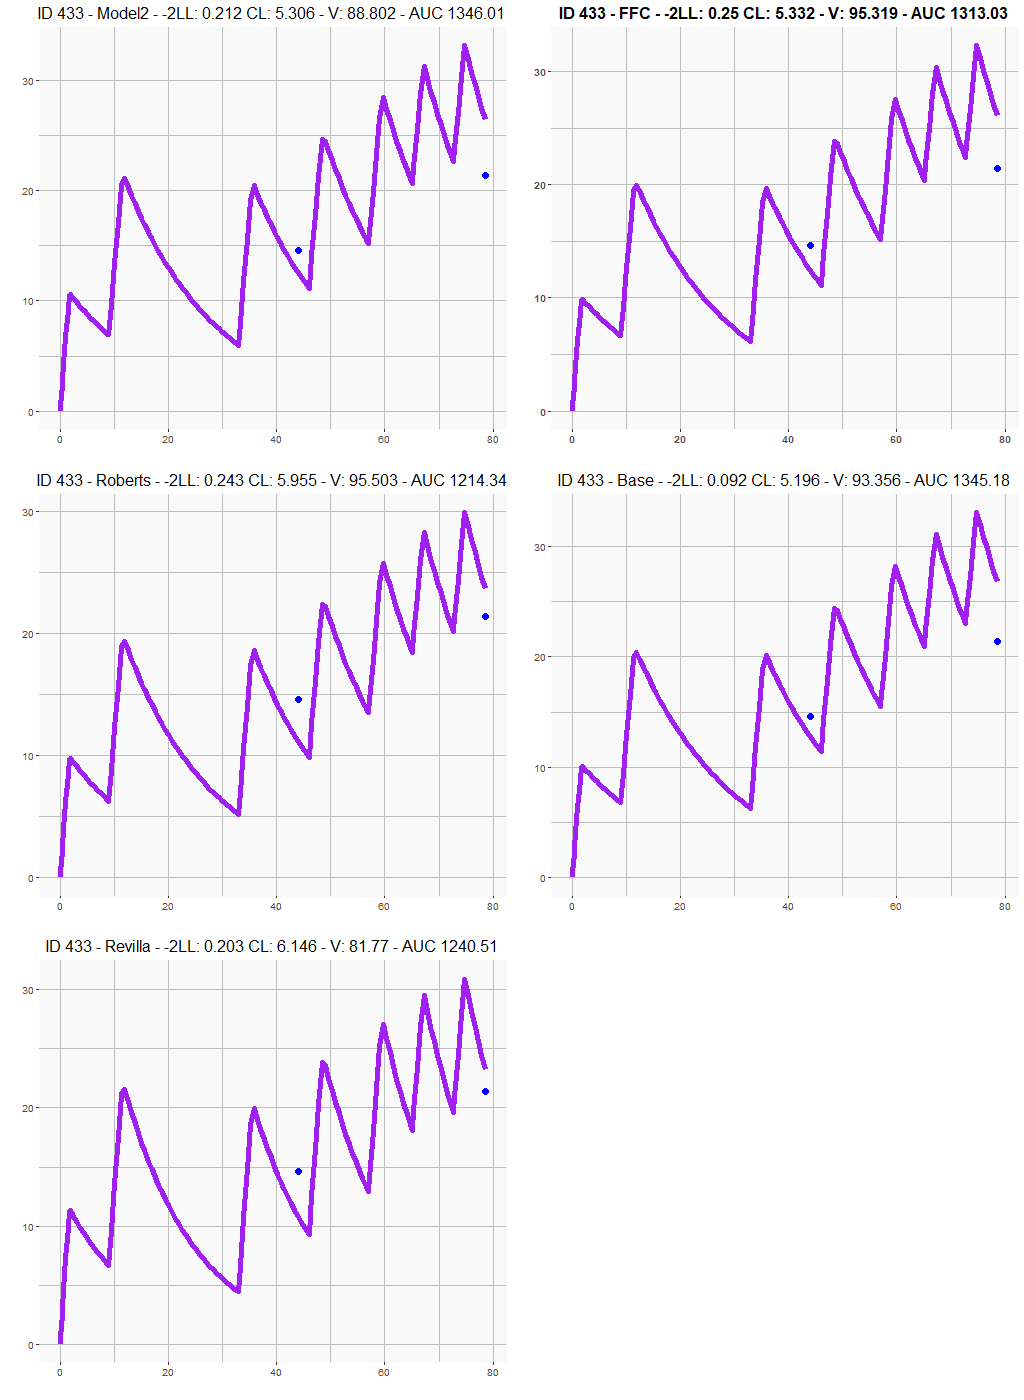 ID 433 - Model2 - -2LL: 0.212 CL: 5.306 - V: 88.802 - AUC 1346.01
30
20
10
0
0 20 40 60 80
ID 433 - FFC - -2LL: 0.25 CL: 5.332 - V: 95.319 - AUC 1313.03
30
20
10
0
0 20 40 60 80
ID 433 - Roberts - -2LL: 0.243 CL: 5.955 - V: 95.503 - AUC 1214.34
30
20
10
0
0 20 40 60 80
ID 433 - Base - -2LL: 0.092 CL: 5.196 - V: 93.356 - AUC 1345.18
30
20
10
0
0 20 40 60 80
ID 433 - Revilla - -2LL: 0.203 CL: 6.146 - V: 81.77 - AUC 1240.51
30
20
10
0
0 20 40 60 80